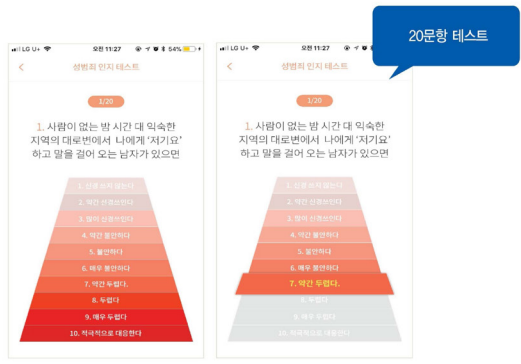 20문항 테스트
LG U+ 오전 11:27 54%
성범죄 인지 테스트
1/20
1. 사람이 없는 밤 시간 대 익숙한
지역의 대로변에서 나에게 '저기요'
하고 말을 걸어 오는 남자가 있으면
1. 신경 쓰지 않는다
2. 약간 신경쓰인다
3. 많이 신경쓰인다
4. 약간 불안하다
5. 불안하다
6. 매우 불안하다
7. 약간 두렵다.
8. 두렵다
9. 매우 두렵다
10. 적극적으로 대응한다
LG U+ 오전 11:27
성범죄 인지 테스트
1/20
1. 사람이 없는 밤 시간 대 익숙한
지역의 대로변에서 나에게 '저기요'
하고 말을 걸어 오는 남자가 있으면
1. 신경 쓰지 않는다
2. 약간 신경쓰인다
3. 많이 신경쓰인다
4. 약간 불안하다
5. 불안하다
6. 매우 불안하다
7. 약간 두렵다.
8. 두렵다
9. 매우 두렵다
10. 적극적으로 대응한다